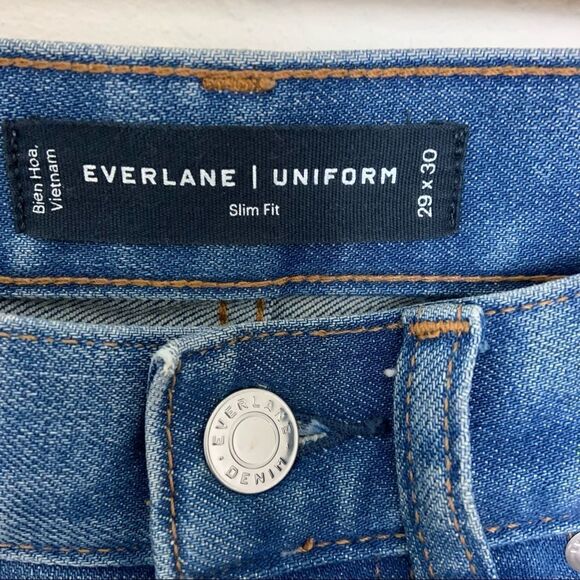 Bien Hoa,
Vietnam
EVERLANE | UNIFORM
Slim Fit
29 x 30
EVERLANE
DENIM